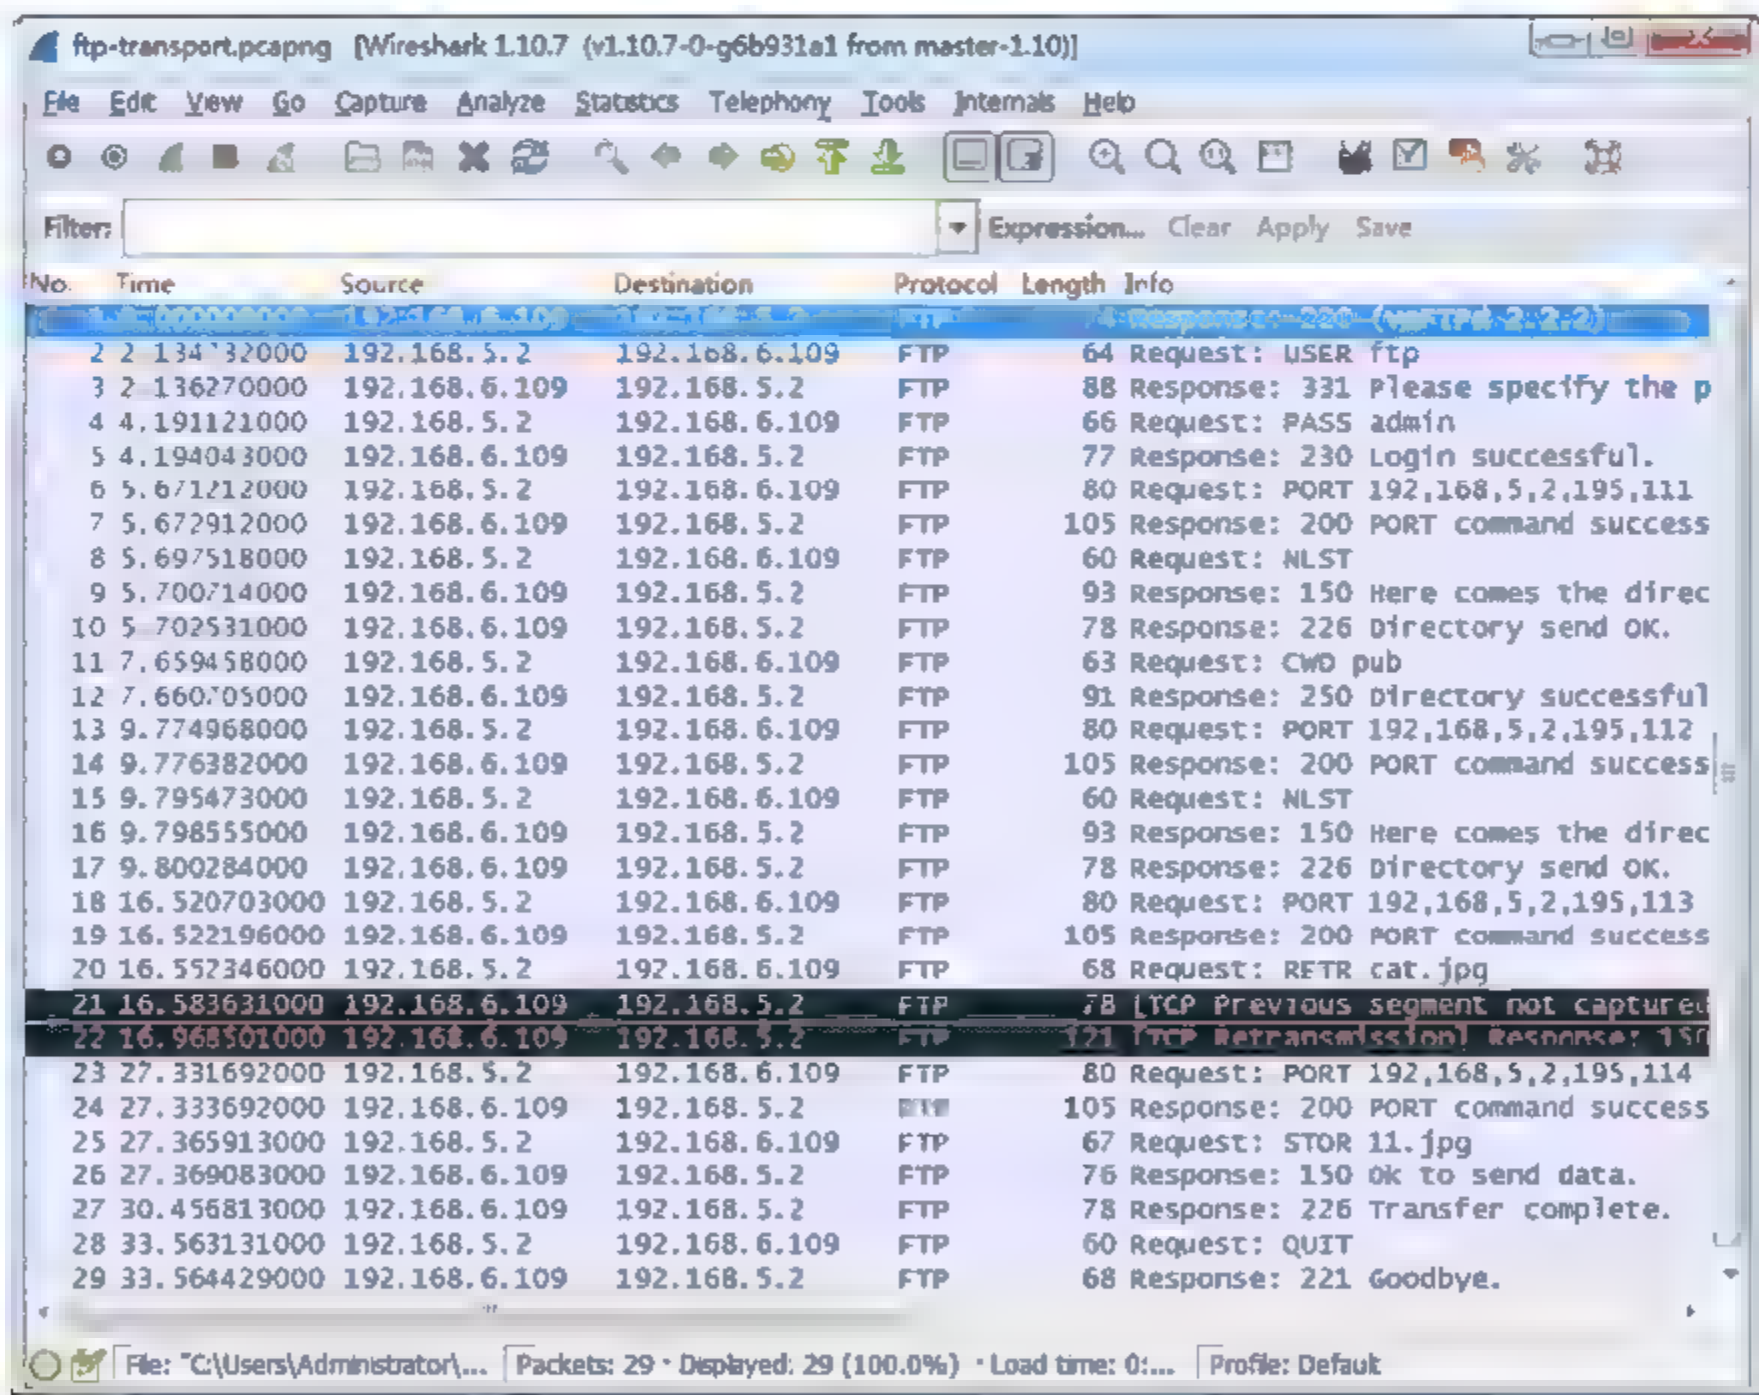 ftp-transport.pcapng [Wireshark 1.10.7 (v1.10.7-0-g6b931a1 from master-1.10)]
File Edit View Go Capture Analyze Statistics Telephony Tools Internals Help
Filter: Expression... Clear Apply Save
No. Time Source Destination Protocol Length Info
1 0.000000000 192.168.6.109 192.168.5.2 FTP 74 Response: 220 (vsFTPd 2.2.2)
2 192.168.5.2 192.168.6.109 FTP 64 Request: USER ftp
3 2.136270000 192.168.6.109 192.168.5.2 FTP 88 Response: 331 Please specify the p
4 4.191121000 192.168.5.2 192.168.6.109 FTP 66 Request: PASS admin
5 4.194043000 192.168.6.109 192.168.5.2 FTP 77 Response: 230 Login successful.
6 5.671212000 192.168.5.2 192.168.6.109 FTP 80 Request: PORT 192,168,5,2,195,111
7 5.672912000 192.168.6.109 192.168.5.2 FTP 105 Response: 200 PORT command success
8 5.697518000 192.168.5.2 192.168.6.109 FTP 60 Request: NLST
9 5.700714000 192.168.6.109 192.168.5.2 FTP 93 Response: 150 Here comes the direc
10 5.702531000 192.168.6.109 192.168.5.2 FTP 78 Response: 226 Directory send OK.
11 7.659458000 192.168.5.2 192.168.6.109 FTP 63 Request: CWD pub
12 192.168.6.109 192.168.5.2 FTP 91 Response: 250 Directory successful
13 9.774968000 192.168.5.2 192.168.6.109 FTP 80 Request: PORT 192,168,5,2,195,112
14 9.776382000 192.168.6.109 192.168.5.2 FTP 105 Response: 200 PORT command success
15 9.795473000 192.168.5.2 192.168.6.109 FTP 60 Request: NLST
16 9.798555000 192.168.6.109 192.168.5.2 FTP 93 Response: 150 Here comes the direc
17 9.800284000 192.168.6.109 192.168.5.2 FTP 78 Response: 226 Directory send OK.
18 16.520703000 192.168.5.2 192.168.6.109 FTP 80 Request: PORT 192,168,5,2,195,113
19 16.522196000 192.168.6.109 192.168.5.2 FTP 105 Response: 200 PORT command success
20 16.552346000 192.168.5.2 192.168.6.109 FTP 68 Request: RETR cat.jpg
21 16.583631000 192.168.6.109 192.168.5.2 FTP 78 [TCP Previous segment not captured
22 16.968501000 192.168.6.109 192.168.5.2 FTP 121 [TCP Retransmission] Response: 150
23 27.331692000 192.168.5.2 192.168.6.109 FTP 80 Request: PORT 192,168,5,2,195,114
24 27.333692000 192.168.6.109 192.168.5.2 FTP 105 Response: 200 PORT command success
25 27.365913000 192.168.5.2 192.168.6.109 FTP 67 Request: STOR 11.jpg
26 27.369083000 192.168.6.109 192.168.5.2 FTP 76 Response: 150 Ok to send data.
27 30.456813000 192.168.6.109 192.168.5.2 FTP 78 Response: 226 Transfer complete.
28 33.563131000 192.168.5.2 192.168.6.109 FTP 60 Request: QUIT
29 33.564429000 192.168.6.109 192.168.5.2 FTP 68 Response: 221 Goodbye.
File: "C:\Users\Administrator\... Packets: 29 · Displayed: 29 (100.0%) · Load time: 0:... Profile: Default